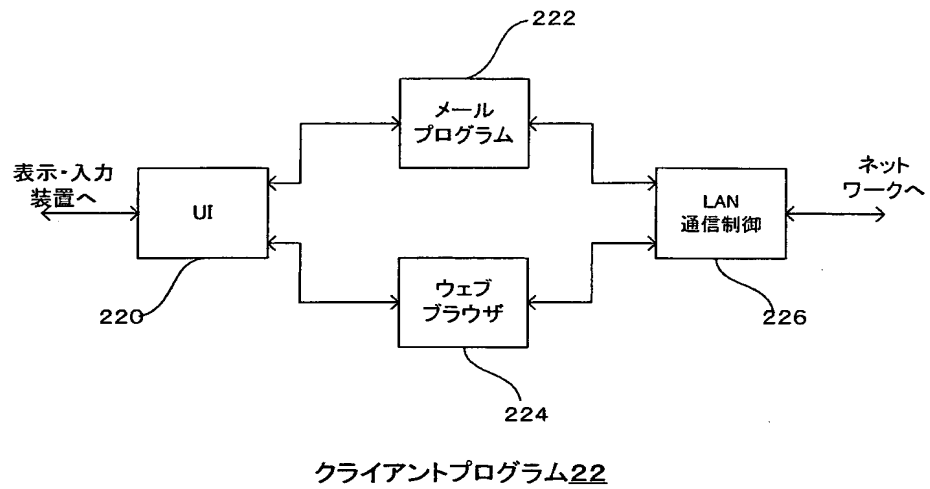 222
メール
プログラム
表示・入力
装置へ
UI
220
ネット
ワークへ
LAN
通信制御
226
ウェブ
ブラウザ
224
クライアントプログラム22